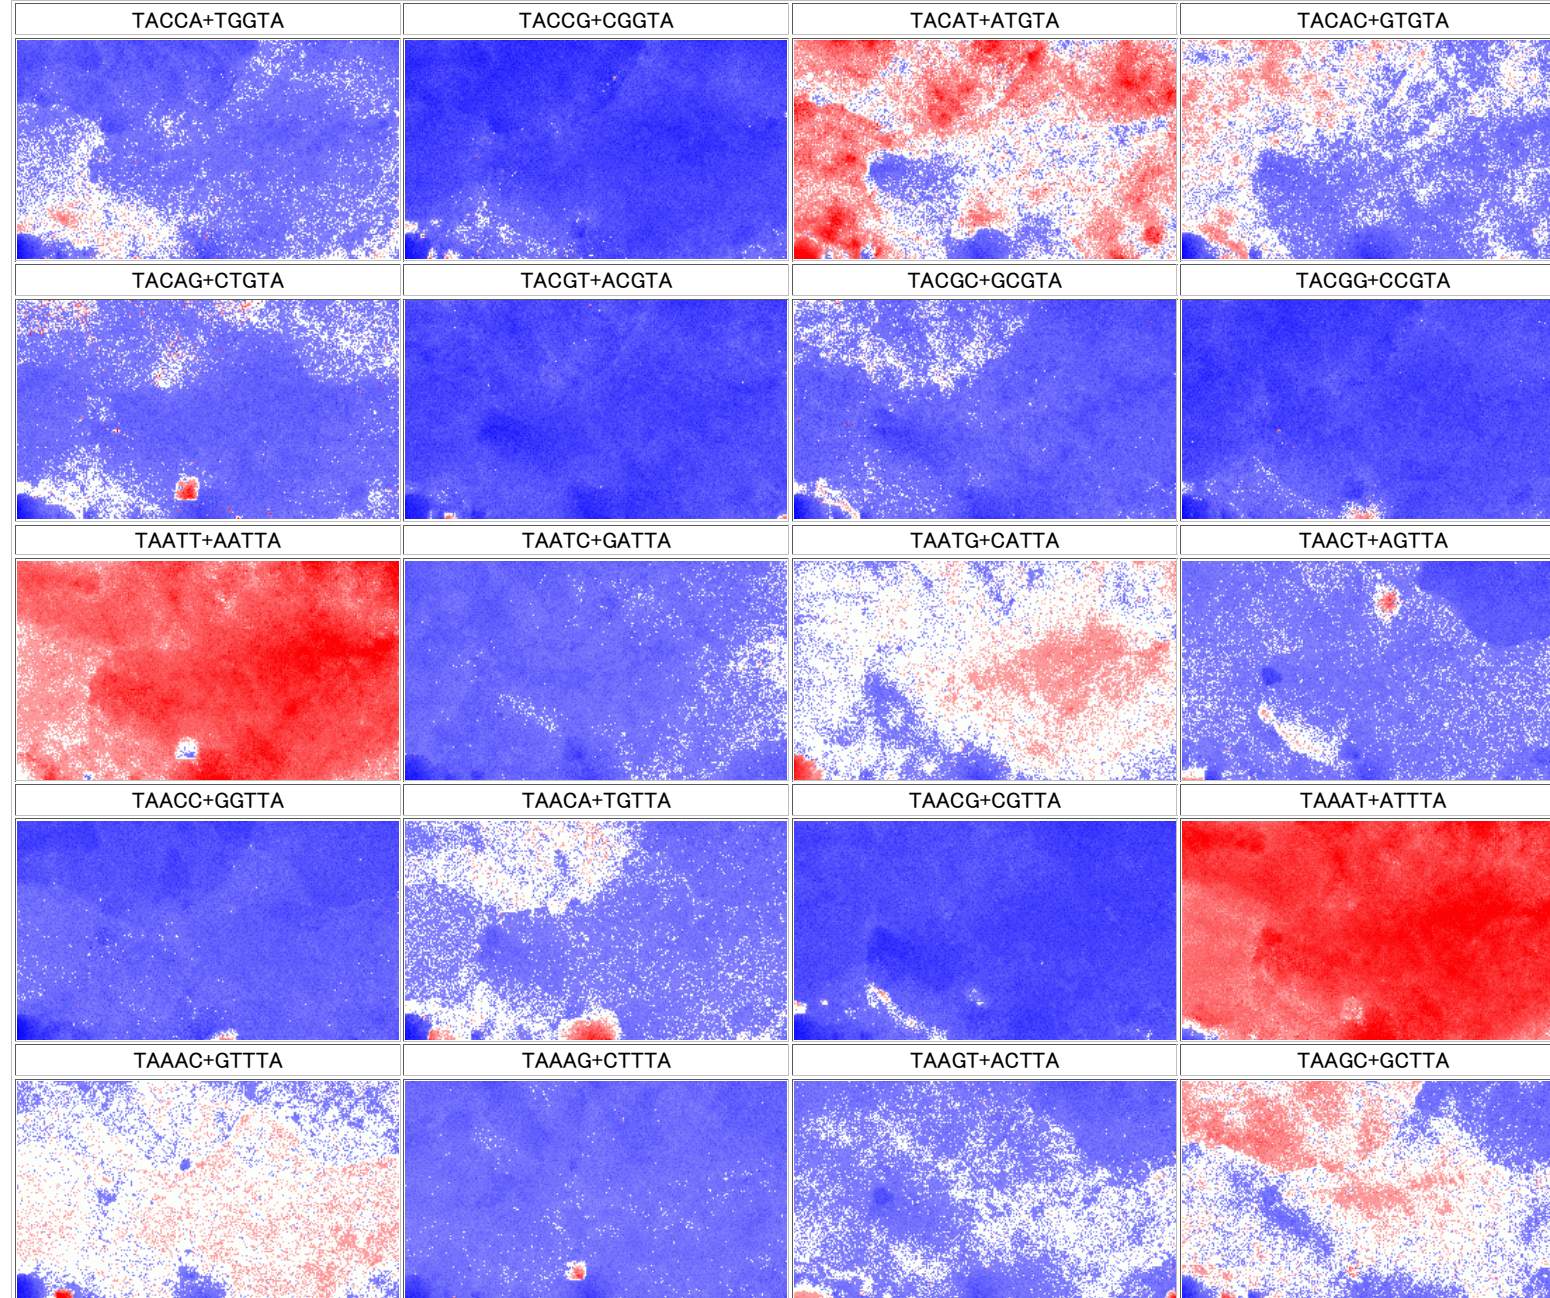 TACCA+TGGTA TACCG+CGGTA TACAT+ATGTA TACAC+GTGTA
TACAG+CTGTA TACGT+ACGTA TACGC+GCGTA TACGG+CCGTA
TAATT+AATTA TAATC+GATTA TAATG+CATTA TAACT+AGTTA
TAACC+GGTTA TAACA+TGTTA TAACG+CGTTA TAAAT+ATTTA
TAAAC+GTTTA TAAAG+CTTTA TAAGT+ACTTA TAAGC+GCTTA